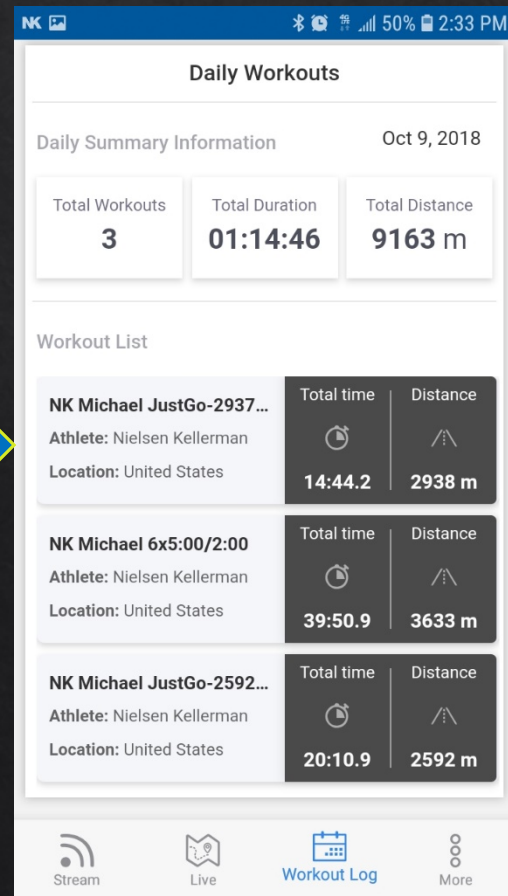 NK 50% 2:33 PM
Daily Workouts
Daily Summary Information Oct 9, 2018
Total Workouts Total Duration Total Distance
3 01:14:46 9163 m
Workout List
NK Michael JustGo-2937...
Athlete: Nielsen Kellerman
Location: United States
Total time Distance
14:44.2 2938 m
NK Michael 6x5:00/2:00
Athlete: Nielsen Kellerman
Location: United States
Total time Distance
39:50.9 3633 m
NK Michael JustGo-2592...
Athlete: Nielsen Kellerman
Location: United States
Total time Distance
20:10.9 2592 m
Stream Live Workout Log More